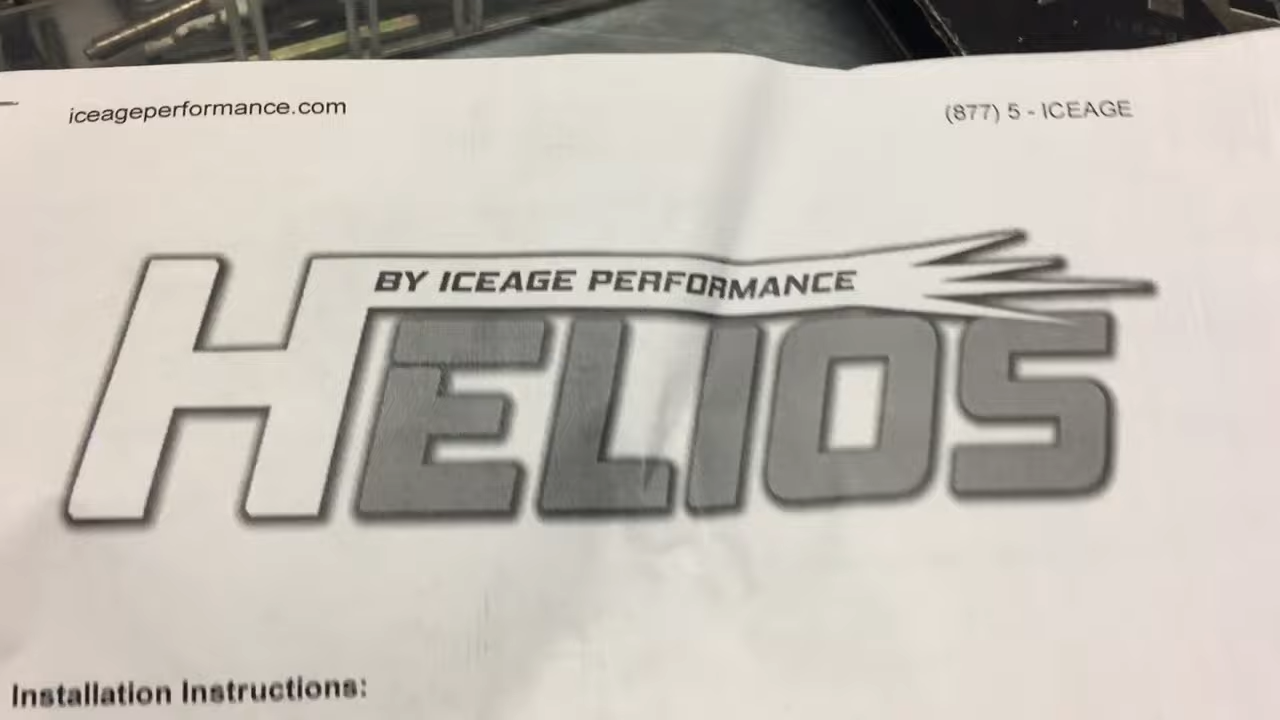 iceageperformance.com
(877) 5 - ICEAGE
BY ICEAGE PERFORMANCE
HELIOS
Installation Instructions: